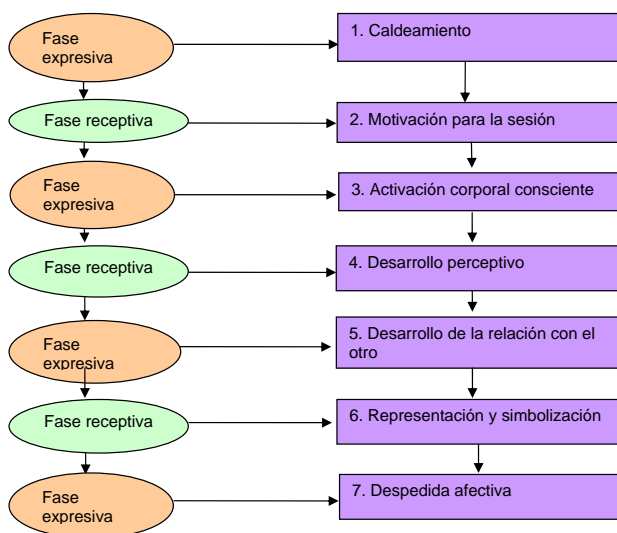 Fase
expresiva
1. Caldeamiento
Fase receptiva
2. Motivación para la sesión
Fase
expresiva
3. Activación corporal consciente
Fase receptiva
4. Desarrollo perceptivo
Fase
expresiva
5. Desarrollo de la relación con el
otro
Fase receptiva
6. Representación y simbolización
Fase
expresiva
7. Despedida afectiva